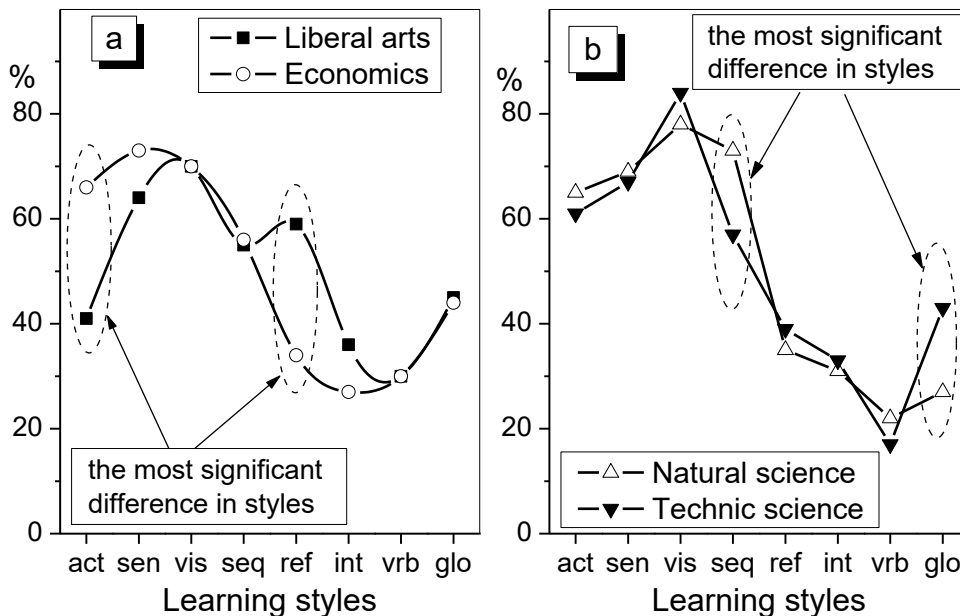 a
Liberal arts
Economics
%
80
60
40
20
0
the most significant
difference in styles
act sen vis seq ref int vrb glo
Learning styles
b
the most significant
difference in styles
%
80
60
40
20
0
Natural science
Technic science
act sen vis seq ref int vrb glo
Learning styles